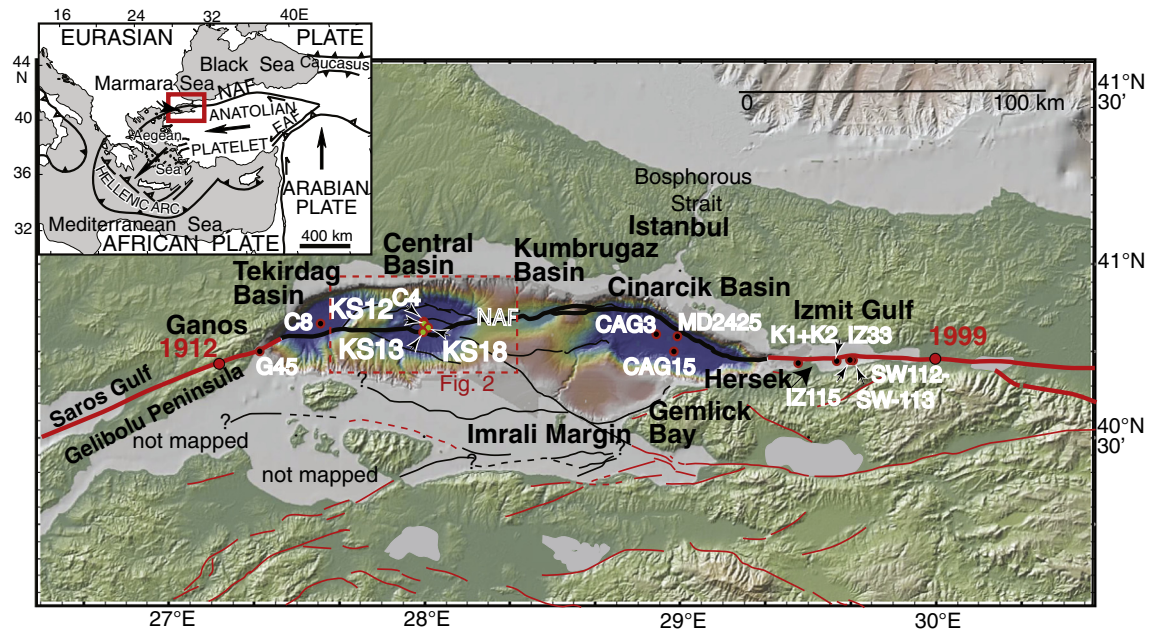 16 24 32 40E
EURASIAN PLATE
44
N
Black Sea
Caucasus
Marmara Sea
NAF
40
ANATOLIAN
EAF
Aegean
PLATELET
36
Sea
HELLENIC ARC
ARABIAN
PLATE
32
Mediterranean Sea
AFRICAN PLATE
400 km
0 100 km
41°N
30’
Bosphorous
Strait
Istanbul
Central
Basin
Kumbrugaz
Basin
41°N
Tekirdag
Basin
Cinarcik Basin
Izmit Gulf
C4
KS12
NAF
C8
CAG3
MD2425
K1+K2
IZ33
Ganos
1912
1999
KS13
KS18
G45
CAG15
Fig. 2
Hersek
SW112-
SW-113
IZ115
Saros Gulf
Gelibolu Peninsula
?
Gemlick
Bay
?
not mapped
Imrali Margin
40°N
30’
not mapped
27°E 28°E 29°E 30°E